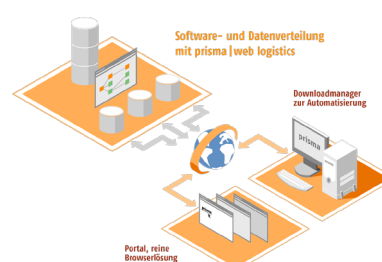 Software- und Datenverteilung
mit prisma|web logistics
Downloadmanager
zur Automatisierung
prisma
Portal, reine
Browserlösung